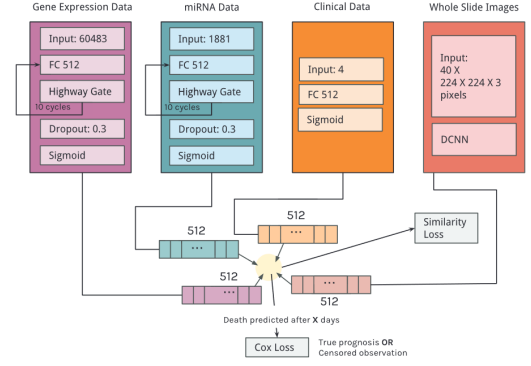 Gene Expression Data
miRNA Data
Clinical Data
Whole Slide Images
Input: 60483
FC 512
Highway Gate
10 cycles
Dropout: 0.3
Sigmoid
Input: 1881
FC 512
Highway Gate
10 cycles
Dropout: 0.3
Sigmoid
Input: 4
FC 512
Sigmoid
Input:
40 X
224 X 224 X 3
pixels
DCNN
512
...
512
...
512
...
512
...
Similarity
Loss
Death predicted after X days
Cox Loss
True prognosis OR
Censored observation